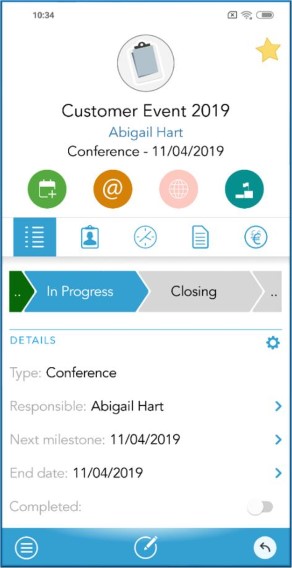 10:34
Customer Event 2019
Abigail Hart
Conference - 11/04/2019
@
.. In Progress Closing ..
DETAILS
Type: Conference
Responsible: Abigail Hart
Next milestone: 11/04/2019
End date: 11/04/2019
Completed: